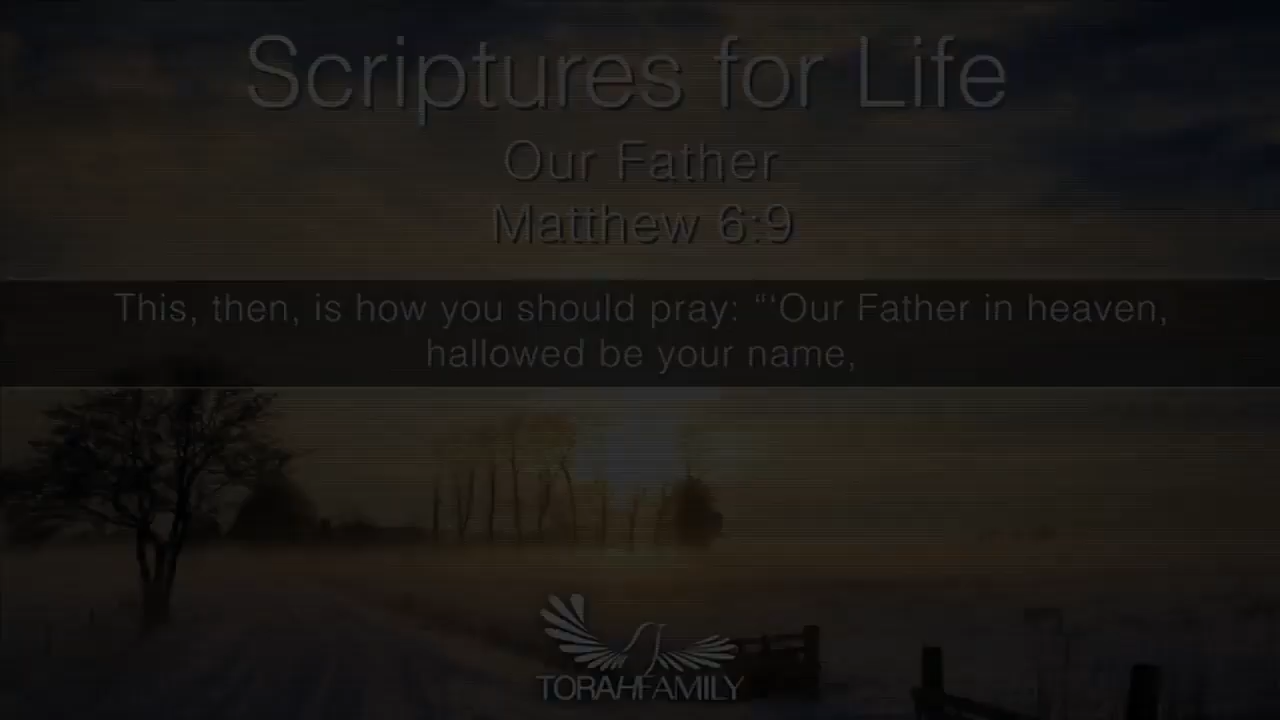 Scriptures for Life
Our Father
Matthew 6:9
This, then, is how you should pray: “‘Our Father in heaven,
hallowed be your name,
TORAHFAMILY